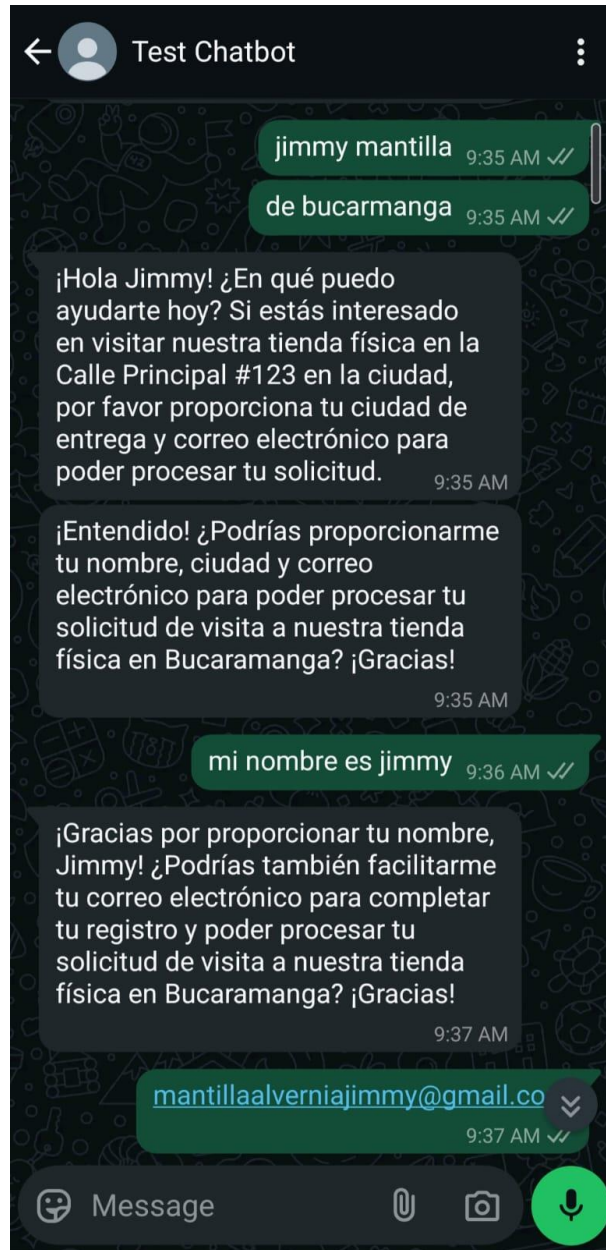 Test Chatbot
jimmy mantilla 9:35 AM
de bucarmanga 9:35 AM
¡Hola Jimmy! ¿En qué puedo
ayudarte hoy? Si estás interesado
en visitar nuestra tienda física en la
Calle Principal #123 en la ciudad,
por favor proporciona tu ciudad de
entrega y correo electrónico para
poder procesar tu solicitud. 9:35 AM
¡Entendido! ¿Podrías proporcionarme
tu nombre, ciudad y correo
electrónico para poder procesar tu
solicitud de visita a nuestra tienda
física en Bucaramanga? ¡Gracias!
9:35 AM
mi nombre es jimmy 9:36 AM
¡Gracias por proporcionar tu nombre,
Jimmy! ¿Podrías también facilitarme
tu correo electrónico para completar
tu registro y poder procesar tu
solicitud de visita a nuestra tienda
física en Bucaramanga? ¡Gracias!
9:37 AM
mantillaalverniajimmy@gmail.co
9:37 AM
Message